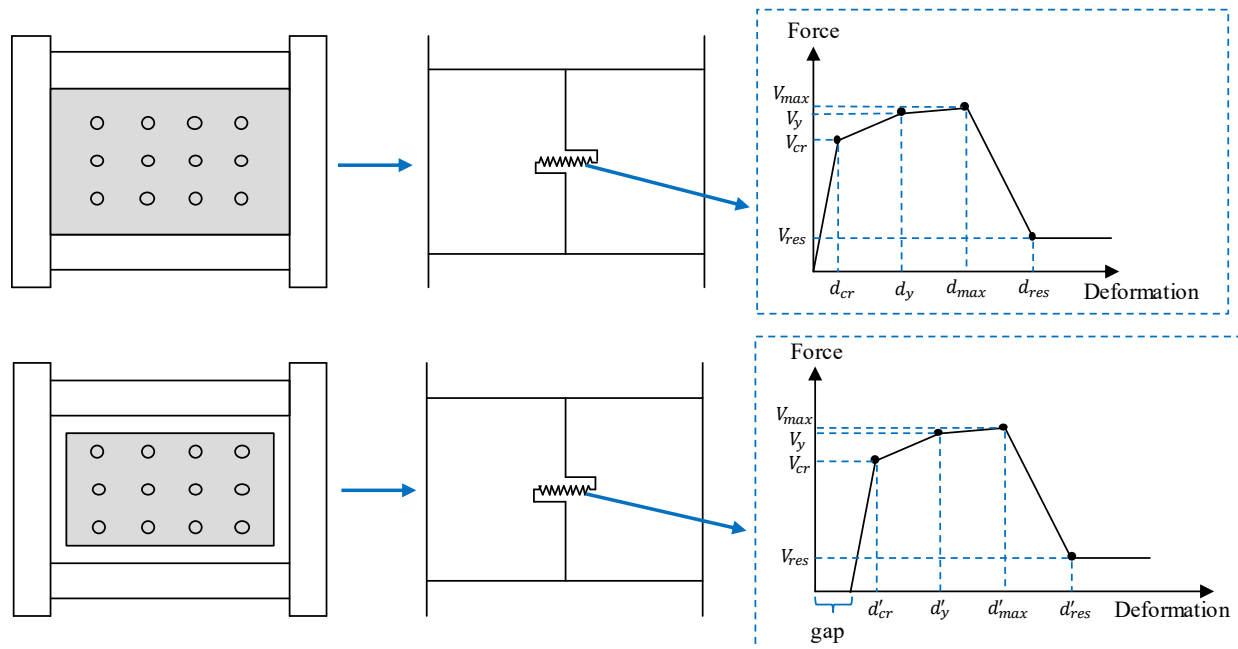 Force
V_max
V_y
V_cr
V_res
d_cr d_y d_max d_res
Deformation
Force
V_max
V_y
V_cr
V_res
d'_cr d'_y d'_max d'_res Deformation
gap